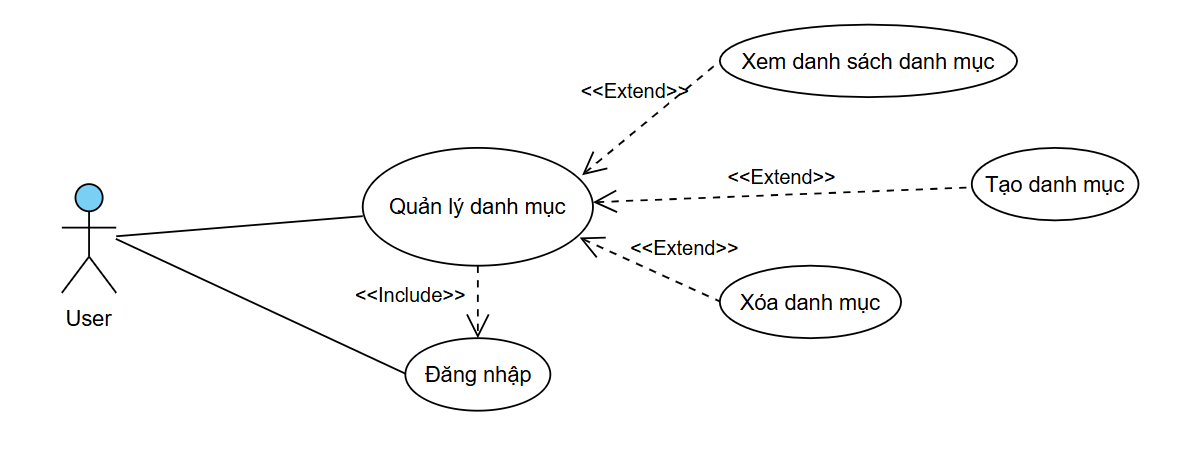 Xem danh sách danh mục
<<Extend>>
<<Extend>>
Tạo danh mục
Quản lý danh mục
<<Extend>>
<<Include>>
Xóa danh mục
User
Đăng nhập